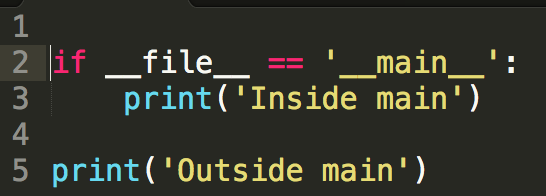 1
2 if __file__ == '__main__':
3     print('Inside main')
4
5 print('Outside main')